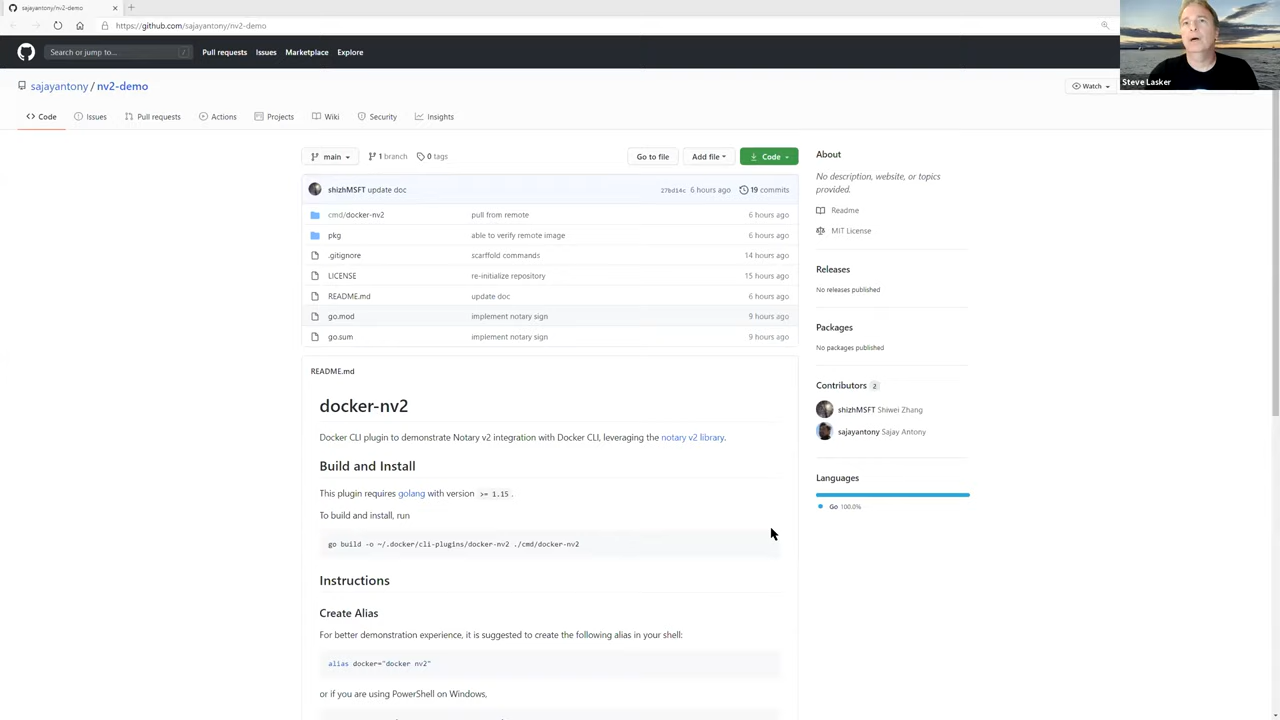 sajayantony/nv2-demo
https://github.com/sajayantony/nv2-demo
Steve Lasker
Search or jump to... /
Pull requests Issues Marketplace Explore
sajayantony / nv2-demo
Watch
Code Issues Pull requests Actions Projects Wiki Security Insights
main 1 branch 0 tags Go to file Add file Code
shizhMSFT update doc 6 hours ago 19 commits
cmd/docker-nv2 pull from remote 6 hours ago
pkg able to verify remote image 6 hours ago
.gitignore scarffold commands 14 hours ago
LICENSE re-initialize repository 15 hours ago
README.md update doc 6 hours ago
go.mod implement notary sign 9 hours ago
go.sum implement notary sign 9 hours ago
README.md
docker-nv2
Docker CLI plugin to demonstrate Notary v2 integration with Docker CLI, leveraging the notary v2 library.
Build and Install
This plugin requires golang with version >= 1.15 .
To build and install, run
go build -o ~/.docker/cli-plugins/docker-nv2 ./cmd/docker-nv2
Instructions
Create Alias
For better demonstration experience, it is suggested to create the following alias in your shell:
alias docker="docker nv2"
or if you are using PowerShell on Windows,
About
No description, website, or topics
provided.
Readme
MIT License
Releases
No releases published
Packages
No packages published
Contributors 2
shizhMSFT Shiwei Zhang
sajayantony Sajay Antony
Languages
Go 100.0%